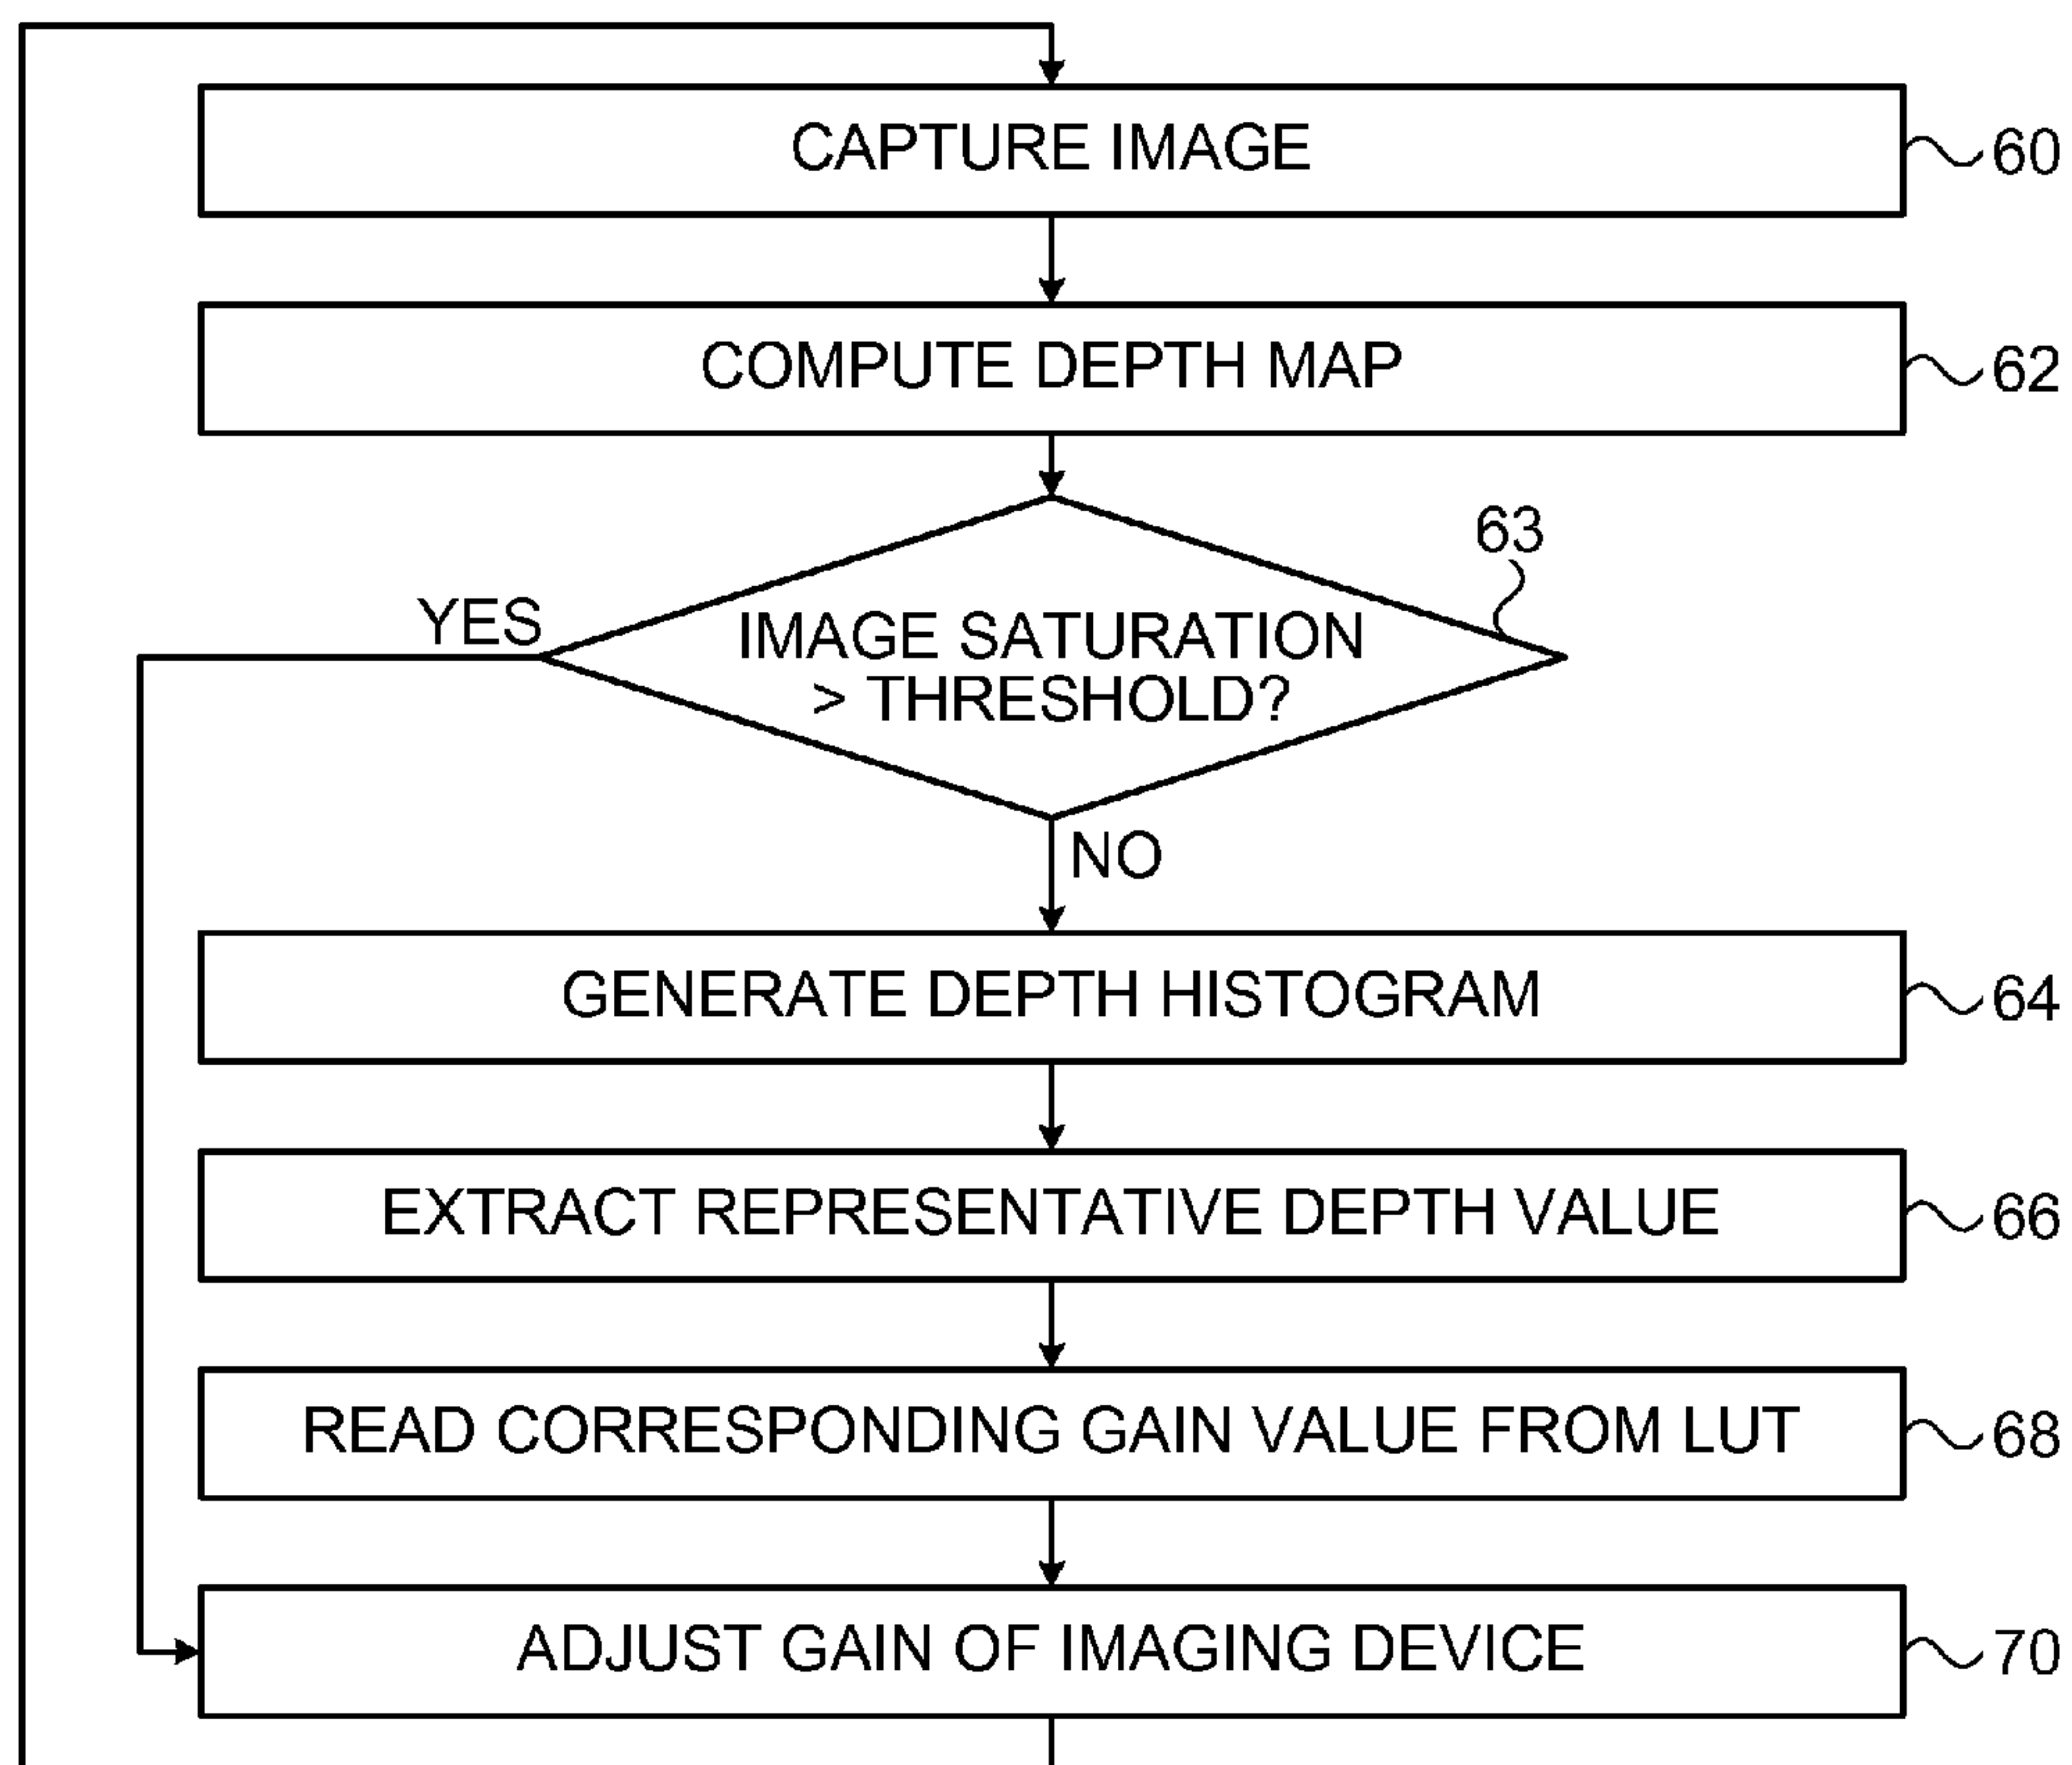 CAPTURE IMAGE
60
COMPUTE DEPTH MAP
62
63
YES
IMAGE SATURATION
> THRESHOLD?
NO
GENERATE DEPTH HISTOGRAM
64
EXTRACT REPRESENTATIVE DEPTH VALUE
66
READ CORRESPONDING GAIN VALUE FROM LUT
68
ADJUST GAIN OF IMAGING DEVICE
70